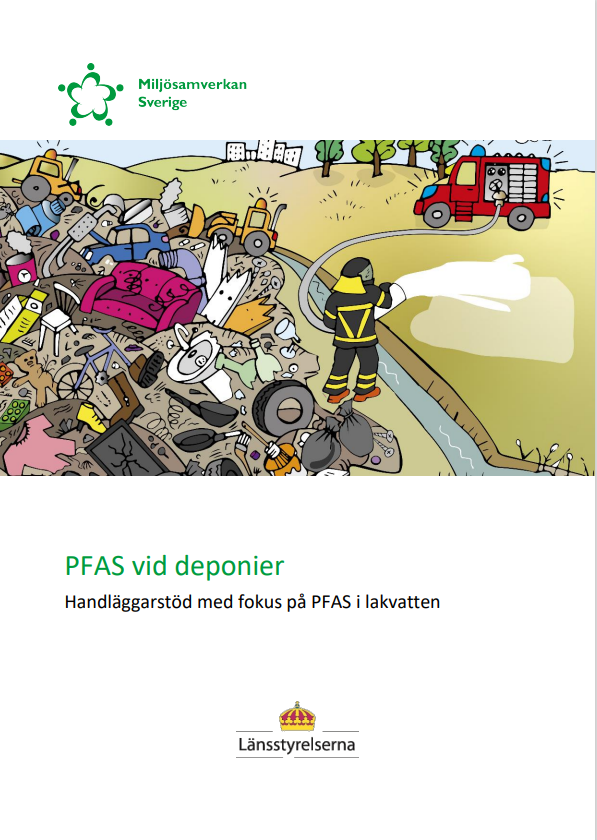 Miljösamverkan
Sverige
PFAS vid deponier
Handläggarstöd med fokus på PFAS i lakvatten
Länsstyrelserna